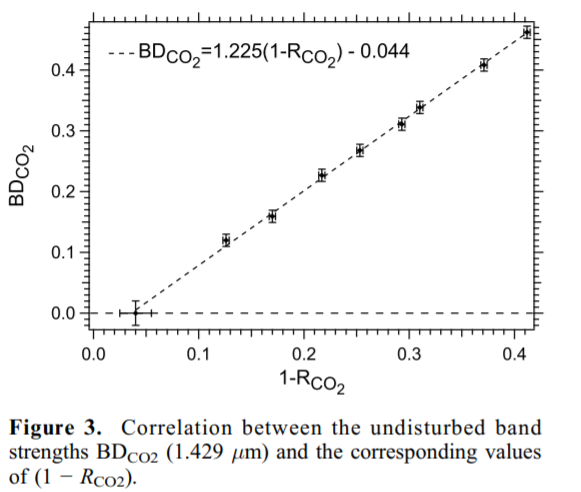 ---BDCO2=1.225(1-RCO2) - 0.044
0.4
0.3
0.2
0.1
0.0
BDCO2
0.0 0.1 0.2 0.3 0.4
1-RCO2
Figure 3. Correlation between the undisturbed band
strengths BDCO2 (1.429 μm) and the corresponding values
of (1 − RCO2).